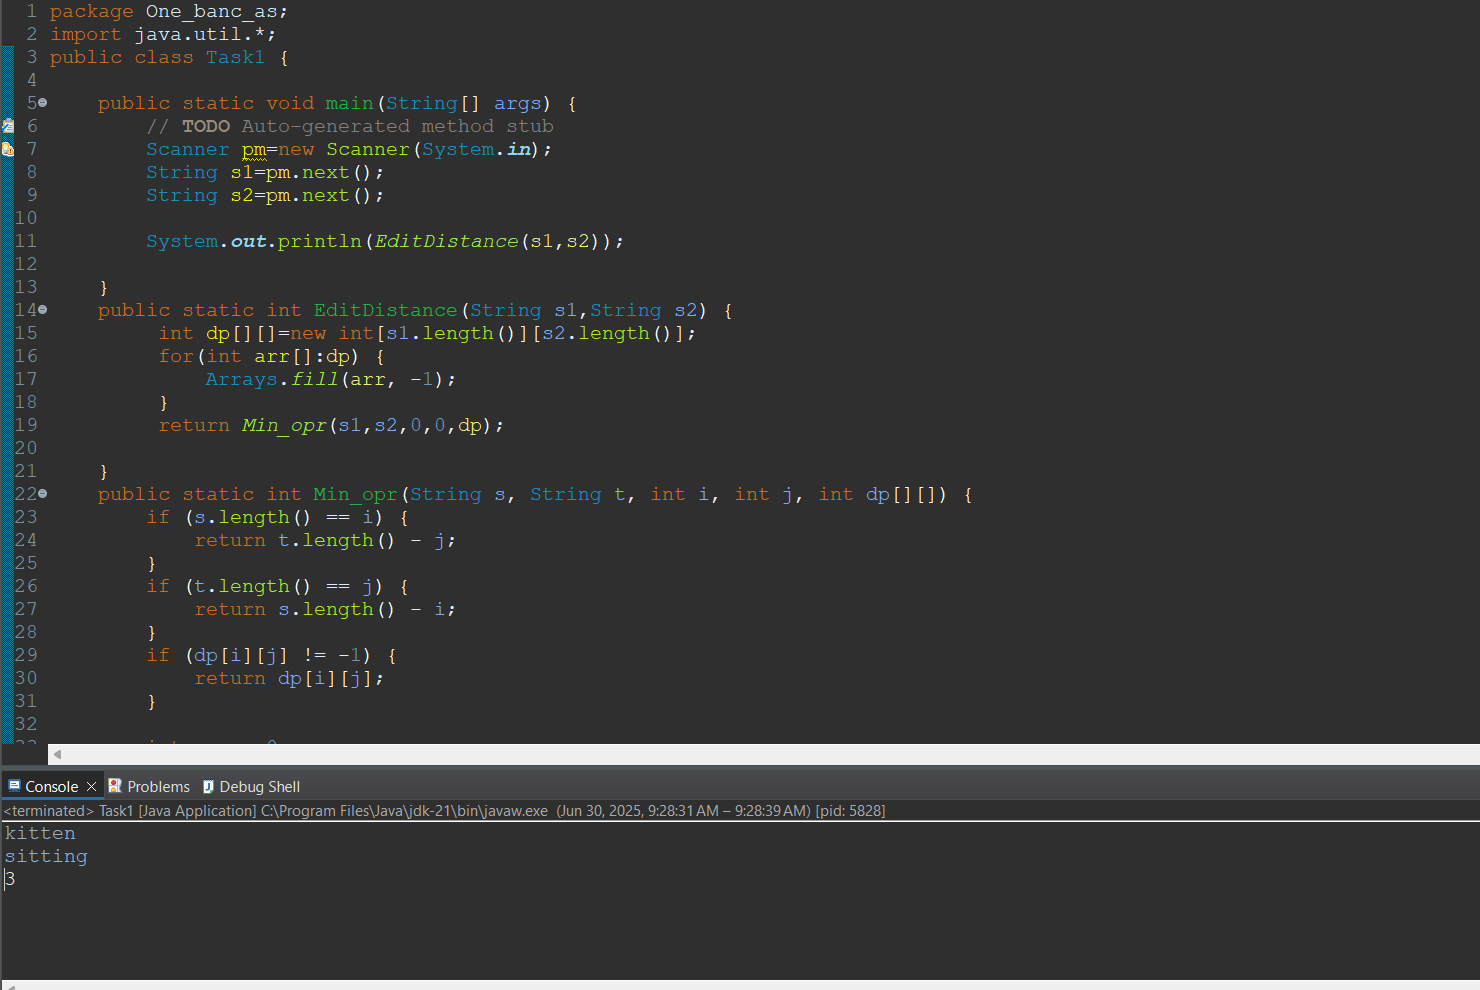 1 package One_banc_as;
2 import java.util.*;
3 public class Task1 {
4
5 public static void main(String[] args) {
6 // TODO Auto-generated method stub
7 Scanner pm=new Scanner(System.in);
8 String s1=pm.next();
9 String s2=pm.next();
10
11 System.out.println(EditDistance(s1,s2));
12
13 }
14 public static int EditDistance(String s1,String s2) {
15 int dp[][]=new int[s1.length()][s2.length()];
16 for(int arr[]:dp) {
17 Arrays.fill(arr, -1);
18 }
19 return Min_opr(s1,s2,0,0,dp);
20
21 }
22 public static int Min_opr(String s, String t, int i, int j, int dp[][]) {
23 if (s.length() == i) {
24 return t.length() - j;
25 }
26 if (t.length() == j) {
27 return s.length() - i;
28 }
29 if (dp[i][j] != -1) {
30 return dp[i][j];
31 }
32
Console Problems Debug Shell
<terminated> Task1 [Java Application] C:\Program Files\Java\jdk-21\bin\javaw.exe (Jun 30, 2025, 9:28:31 AM – 9:28:39 AM) [pid: 5828]
kitten
sitting
3